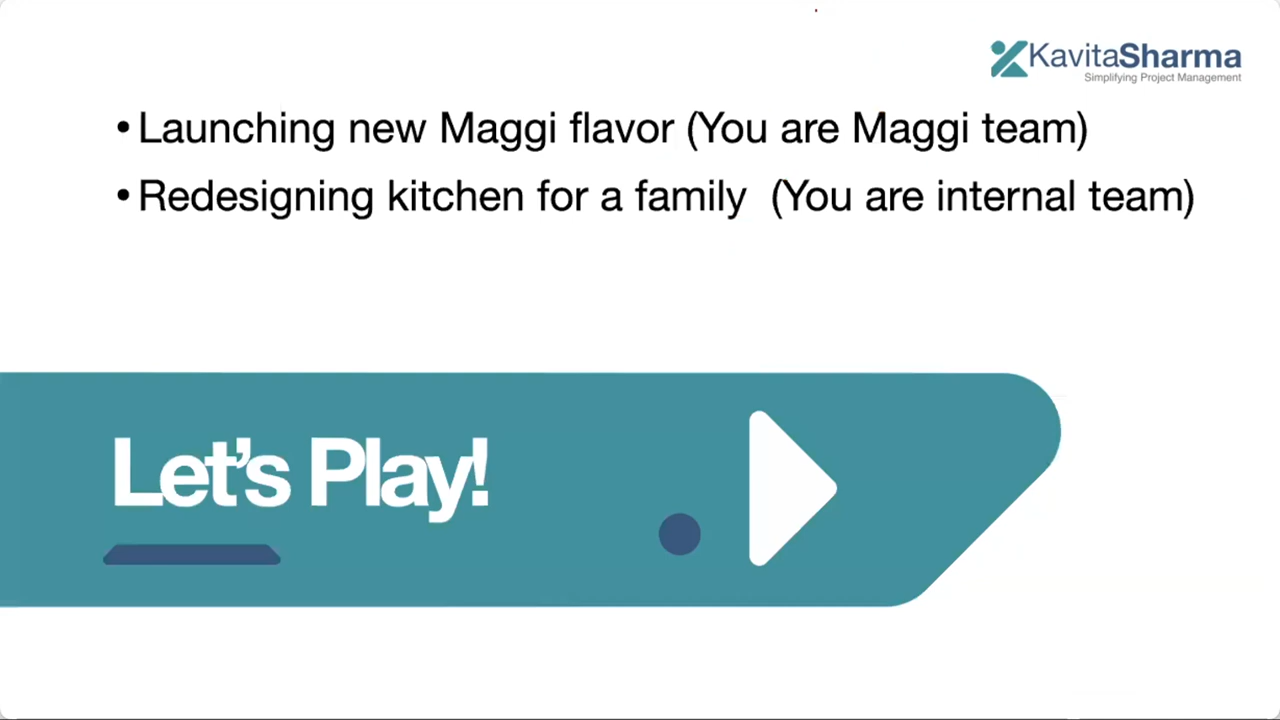 KavitaSharma
Simplifying Project Management
• Launching new Maggi flavor (You are Maggi team)
• Redesigning kitchen for a family (You are internal team)
Let's Play!